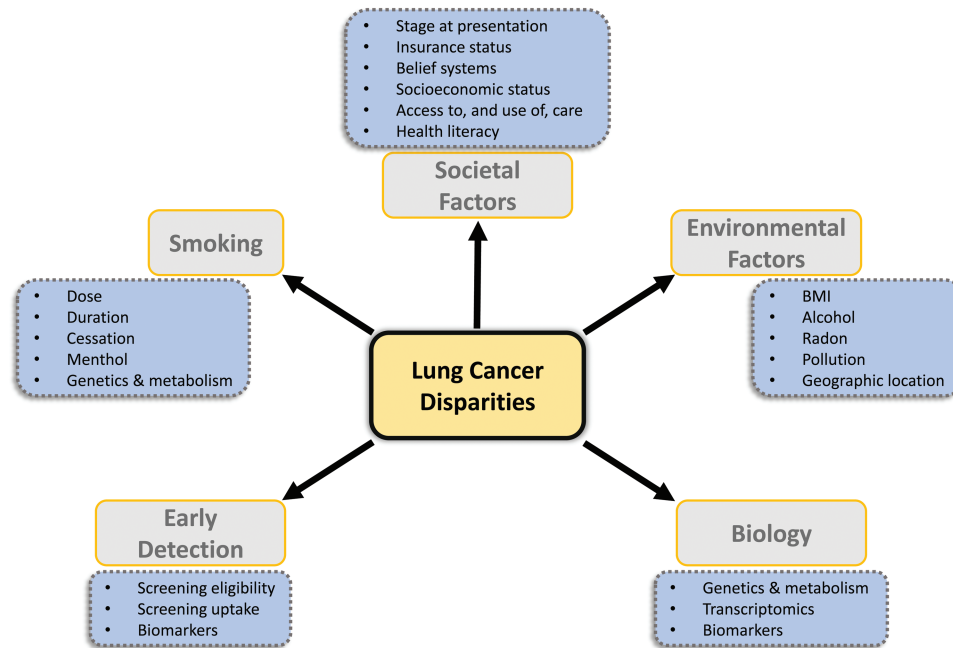 • Stage at presentation
• Insurance status
• Belief systems
• Socioeconomic status
• Access to, and use of, care
• Health literacy
Societal
Factors
Smoking
• Dose
• Duration
• Cessation
• Menthol
• Genetics & metabolism
Environmental
Factors
• BMI
• Alcohol
• Radon
• Pollution
• Geographic location
Lung Cancer
Disparities
Early
Detection
• Screening eligibility
• Screening uptake
• Biomarkers
Biology
• Genetics & metabolism
• Transcriptomics
• Biomarkers